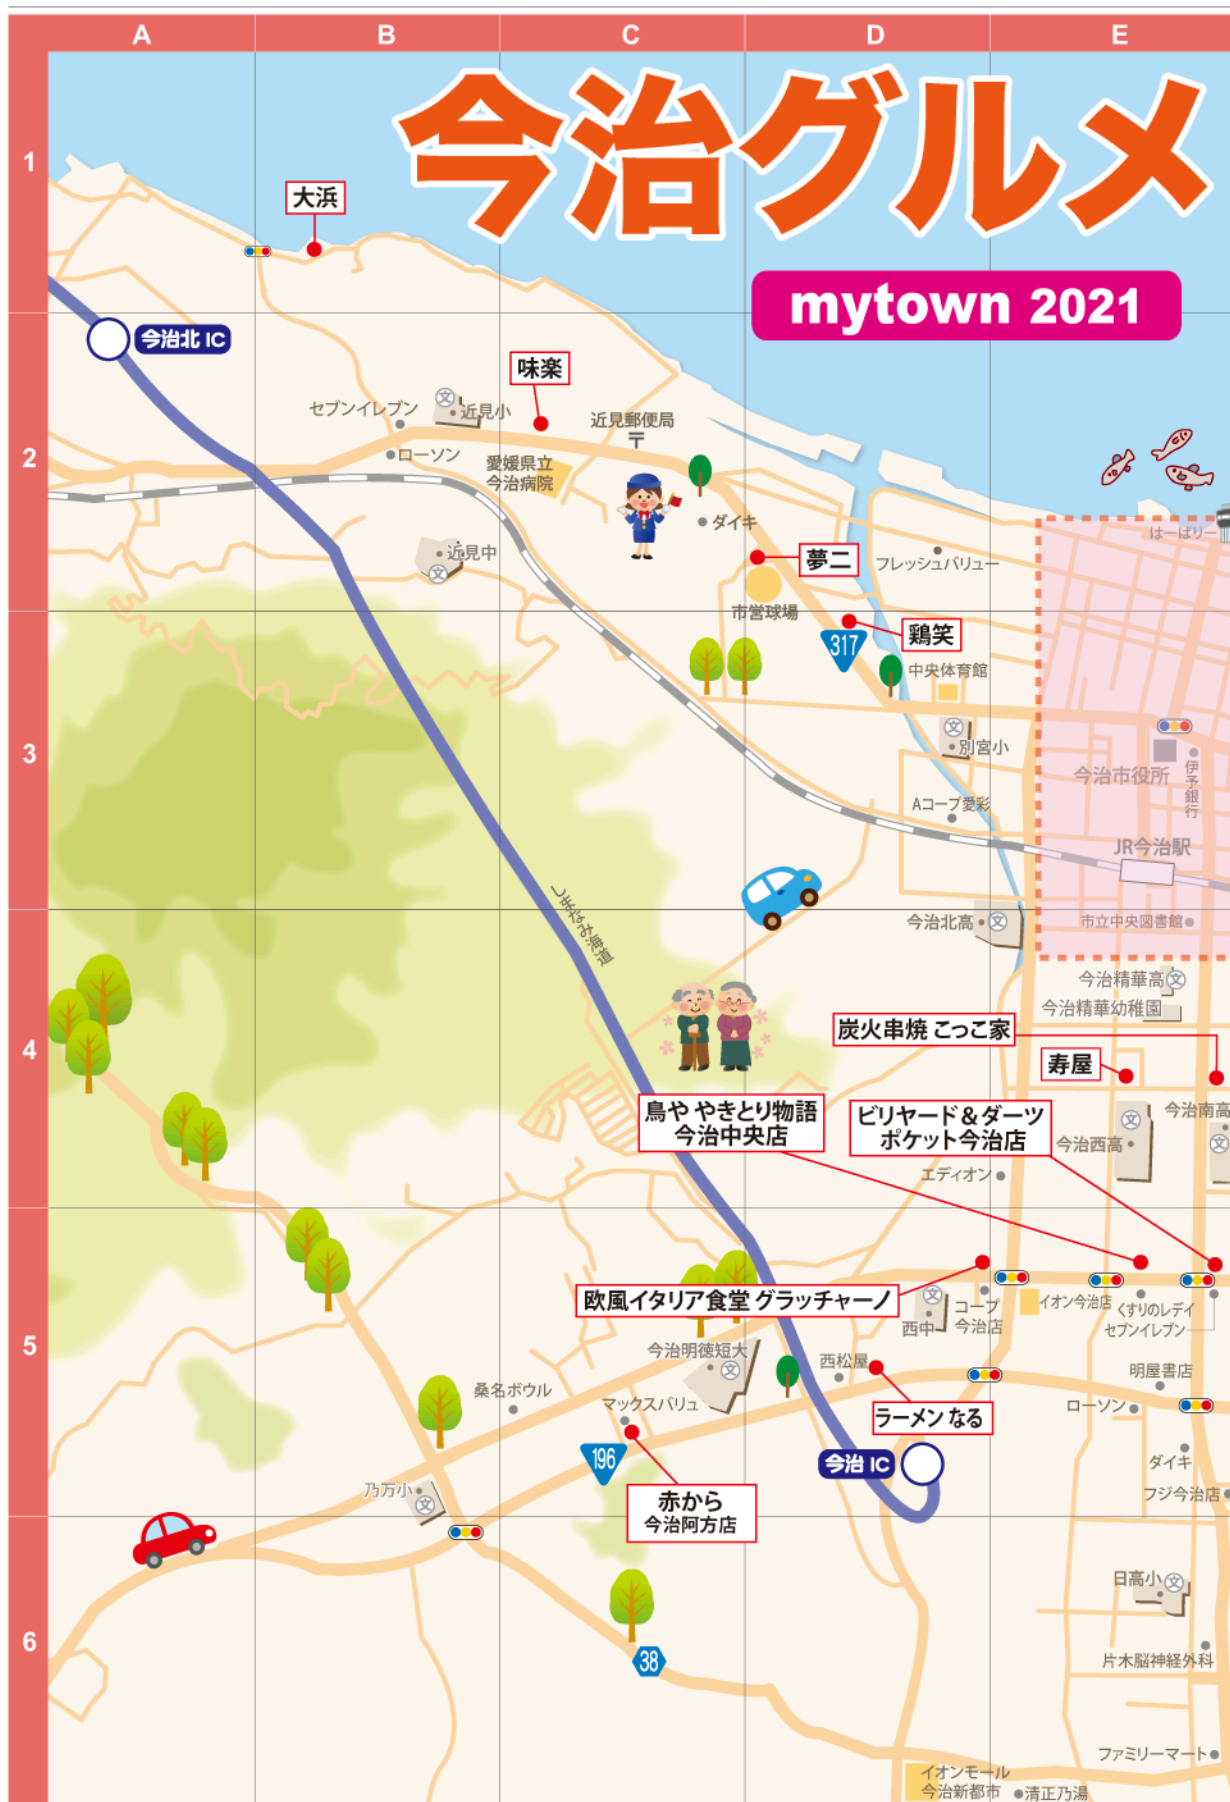 A B C D E
1
今治グルメ
大浜
mytown 2021
今治北 IC
味楽
セブンイレブン
近見小
近見郵便局
2
ローソン
愛媛県立
今治病院
ダイキ
はーばりー
近見中
夢二
フレッシュバリュー
市営球場
317
鶏笑
中央体育館
3
別宮小
今治市役所
伊予銀行
Aコープ愛彩
JR今治駅
しまなみ海道
今治北高
市立中央図書館
今治精華高
今治精華幼稚園
4
炭火串焼 こっこ家
寿屋
鳥や やきとり物語
今治中央店
ビリヤード&ダーツ
ポケット今治店
今治南高
今治西高
エディオン
欧風イタリア食堂 グラッチャーノ
コープ
今治店
イオン今治店
くすりのレデイ
セブンイレブン
西中
5
今治明徳短大
西松屋
明屋書店
桑名ボウル
マックスバリュ
ラーメン なる
ローソン
196
今治 IC
ダイキ
乃万小
フジ今治店
赤から
今治阿方店
日高小
6
38
片木脳神経外科
ファミリーマート
イオンモール
今治新都市
清正乃湯
文
文
文
文
文
文
文
文
文
文
文
文